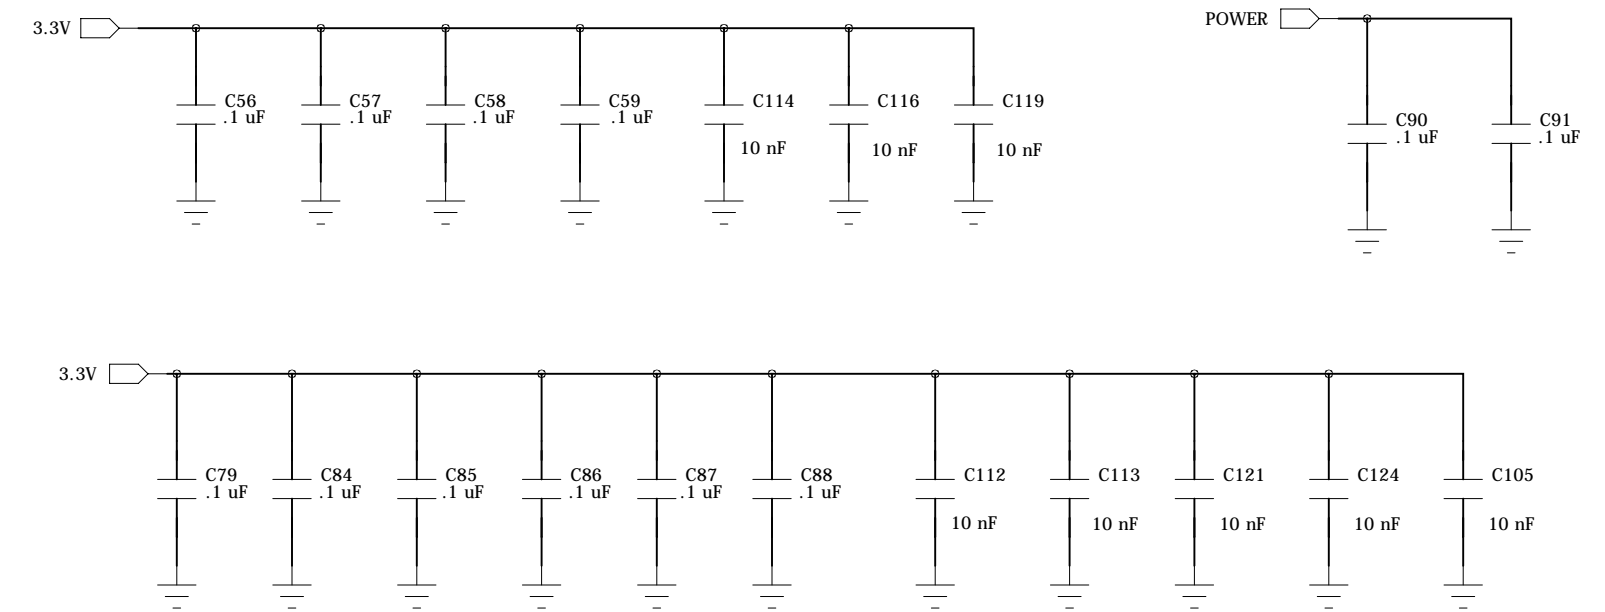 3.3V
POWER
C56
.1 uF
C57
.1 uF
C58
.1 uF
C59
.1 uF
C114
10 nF
C116
10 nF
C119
10 nF
C90
.1 uF
C91
.1 uF
3.3V
C79
.1 uF
C84
.1 uF
C85
.1 uF
C86
.1 uF
C87
.1 uF
C88
.1 uF
C112
10 nF
C113
10 nF
C121
10 nF
C124
10 nF
C105
10 nF